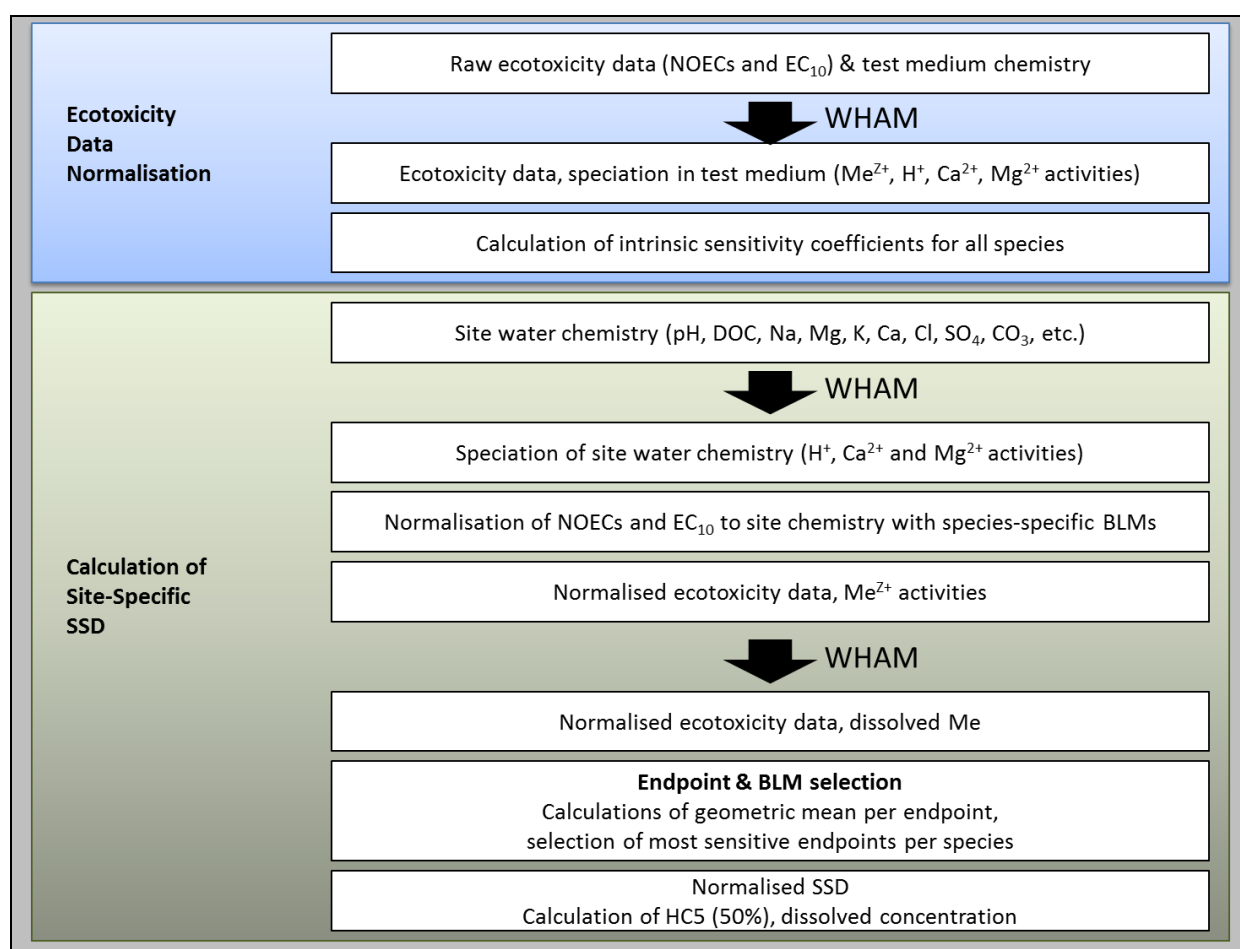 Ecotoxicity
Data
Normalisation
Raw ecotoxicity data (NOECs and EC₁₀) & test medium chemistry
WHAM
Ecotoxicity data, speciation in test medium (Meᶻ⁺, H⁺, Ca²⁺, Mg²⁺ activities)
Calculation of intrinsic sensitivity coefficients for all species
Calculation of
Site-Specific
SSD
Site water chemistry (pH, DOC, Na, Mg, K, Ca, Cl, SO₄, CO₃, etc.)
WHAM
Speciation of site water chemistry (H⁺, Ca²⁺ and Mg²⁺ activities)
Normalisation of NOECs and EC₁₀ to site chemistry with species-specific BLMs
Normalised ecotoxicity data, Meᶻ⁺ activities
WHAM
Normalised ecotoxicity data, dissolved Me
Endpoint & BLM selection
Calculations of geometric mean per endpoint,
selection of most sensitive endpoints per species
Normalised SSD
Calculation of HC5 (50%), dissolved concentration